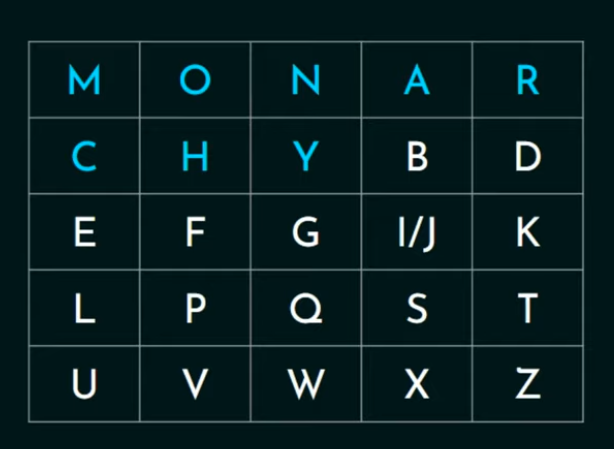 M O N A R
C H Y B D
E F G I/J K
L P Q S T
U V W X Z